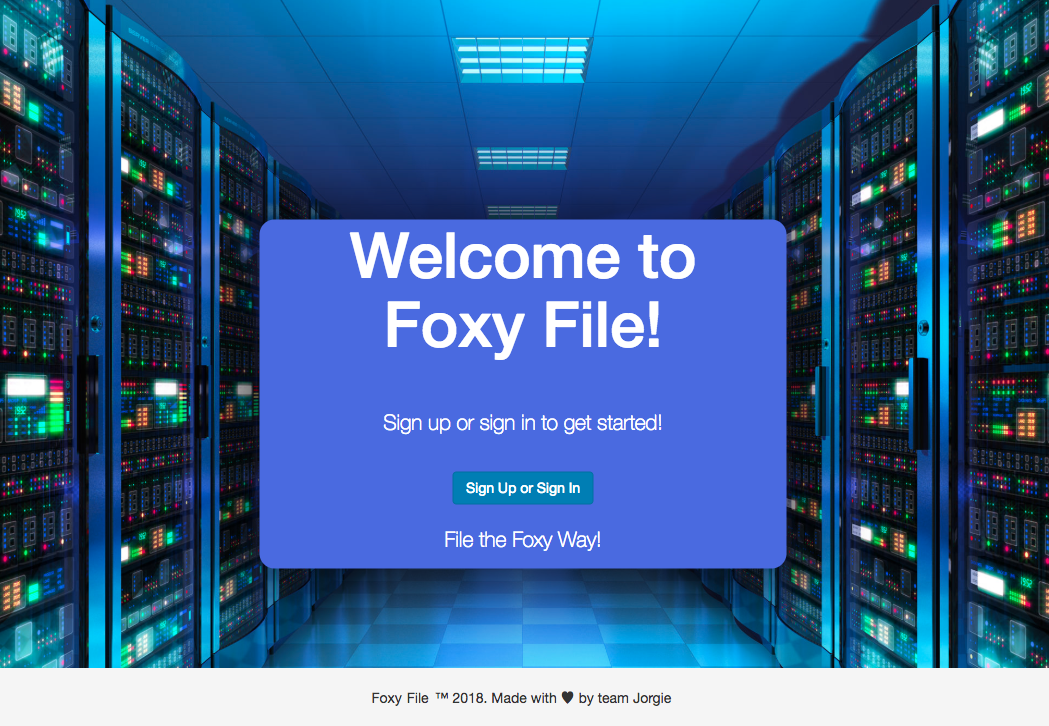 Welcome to
Foxy File!
Sign up or sign in to get started!
Sign Up or Sign In
File the Foxy Way!
Foxy File ™ 2018. Made with ♥ by team Jorgie